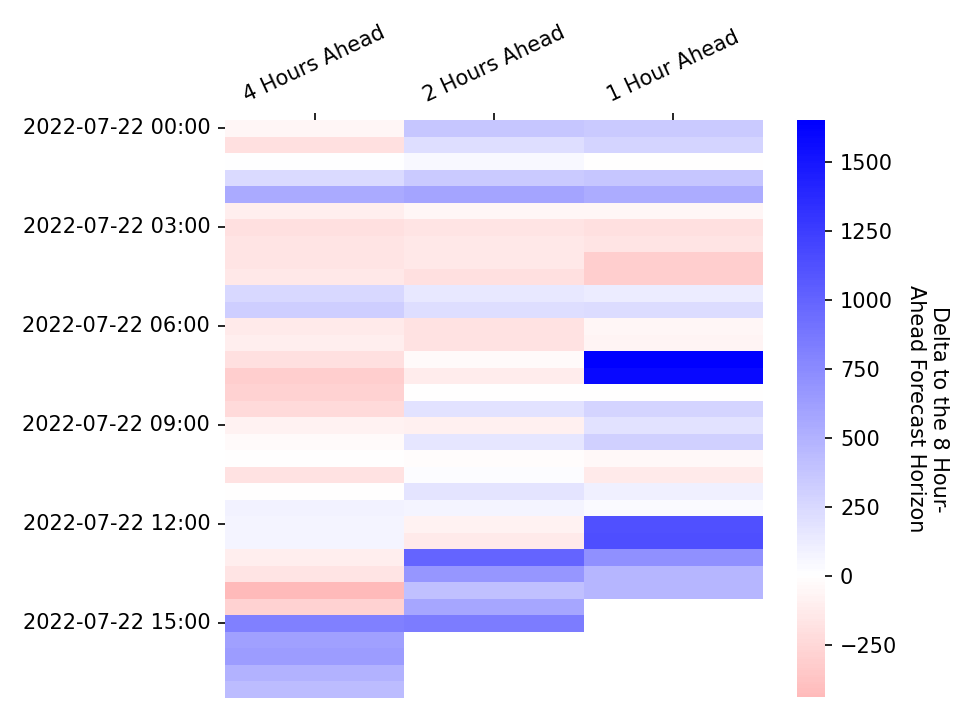 4 Hours Ahead
2 Hours Ahead
1 Hour Ahead
2022-07-22 00:00
2022-07-22 03:00
2022-07-22 06:00
2022-07-22 09:00
2022-07-22 12:00
2022-07-22 15:00
1500
1250
1000
750
500
250
0
−250
Delta to the 8 Hour-
Ahead Forecast Horizon